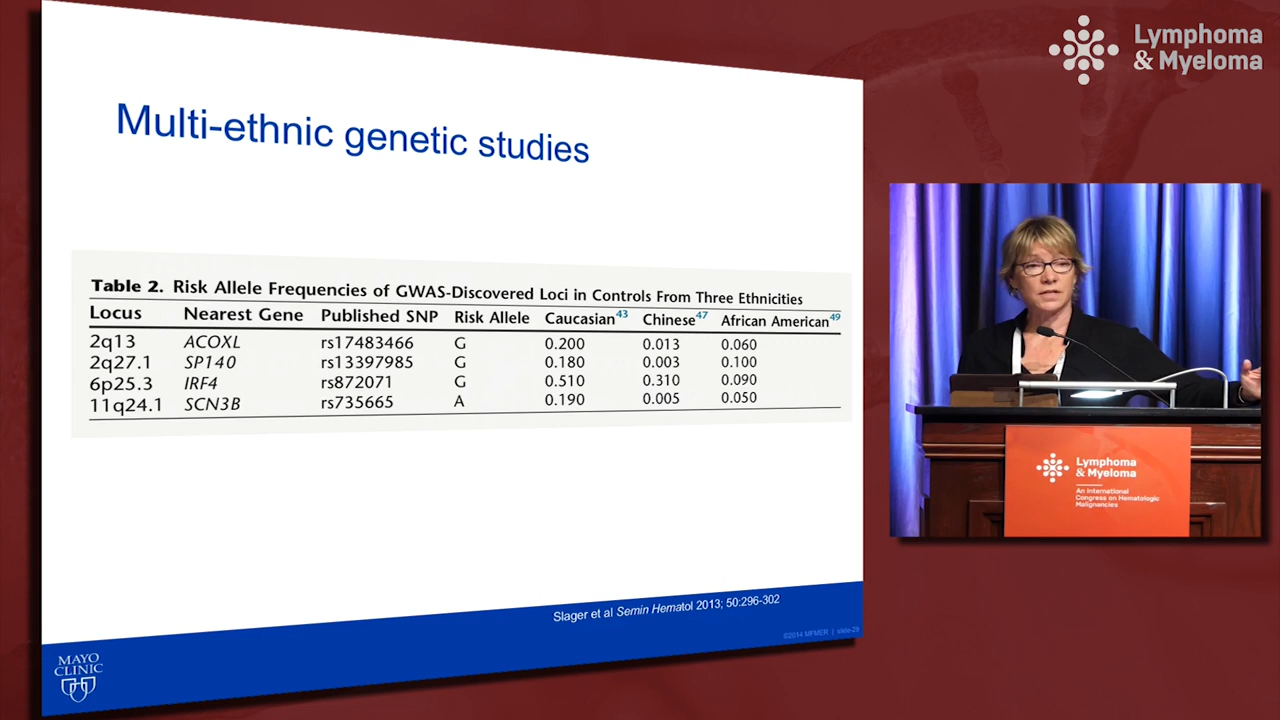 Lymphoma
& Myeloma
Multi-ethnic genetic studies
Table 2. Risk Allele Frequencies of GWAS-Discovered Loci in Controls From Three Ethnicities
Locus Nearest Gene Published SNP Risk Allele Caucasian43 Chinese47 African American49
2q13 ACOXL rs17483466 G 0.200 0.013 0.060
2q27.1 SP140 rs13397985 G 0.180 0.003 0.100
6p25.3 IRF4 rs872071 G 0.510 0.310 0.090
11q24.1 SCN3B rs735665 A 0.190 0.005 0.050
Slager et al Semin Hematol 2013; 50:296-302
©2014 MFMER | slide-29
MAYO
CLINIC
Lymphoma
& Myeloma
An International
Congress on Hematologic
Malignancies